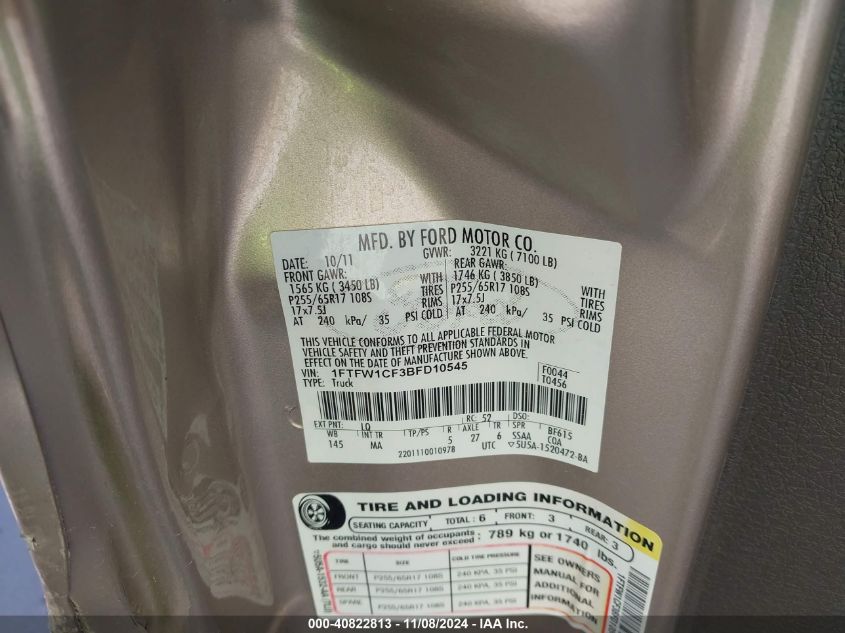 MFD. BY FORD MOTOR CO.
DATE: 10/11 GVWR: 3221 KG ( 7100 LB)
FRONT GAWR: REAR GAWR:
1565 KG ( 3450 LB) WITH 1746 KG ( 3850 LB) WITH
P255/65R17 108S TIRES P255/65R17 108S TIRES
17x7.5J RIMS 17x7.5J RIMS
AT 240 kPa/ 35 PSI COLD AT 240 kPa/ 35 PSI COLD
THIS VEHICLE CONFORMS TO ALL APPLICABLE FEDERAL MOTOR
VEHICLE SAFETY AND THEFT PREVENTION STANDARDS IN
EFFECT ON THE DATE OF MANUFACTURE SHOWN ABOVE.
VIN: 1FTFW1CF3BFD10545 F0044
TYPE: Truck T0456
EXT PNT: LQ RC: 52 DSO:
WB INT TR TP/PS R AXLE TR SPR BF615
145 MA 5 27 6 SSAA COA
2201110010978 UTC ▽5U5A-1520472-BA
TIRE AND LOADING INFORMATION
SEATING CAPACITY TOTAL : 6 FRONT: 3 REAR: 3
The combined weight of occupants
and cargo should never exceed : 789 kg or 1740 lbs.
TIRE SIZE COLD TIRE PRESSURE SEE OWNERS
FRONT P255/65R17 108S 240 KPA, 35 PSI MANUAL FOR
REAR P255/65R17 108S 240 KPA, 35 PSI ADDITIONAL
SPARE P255/65R17 108S 240 KPA, 35 PSI INFORMATION
000-40822813 - 11/08/2024 - IAA Inc.